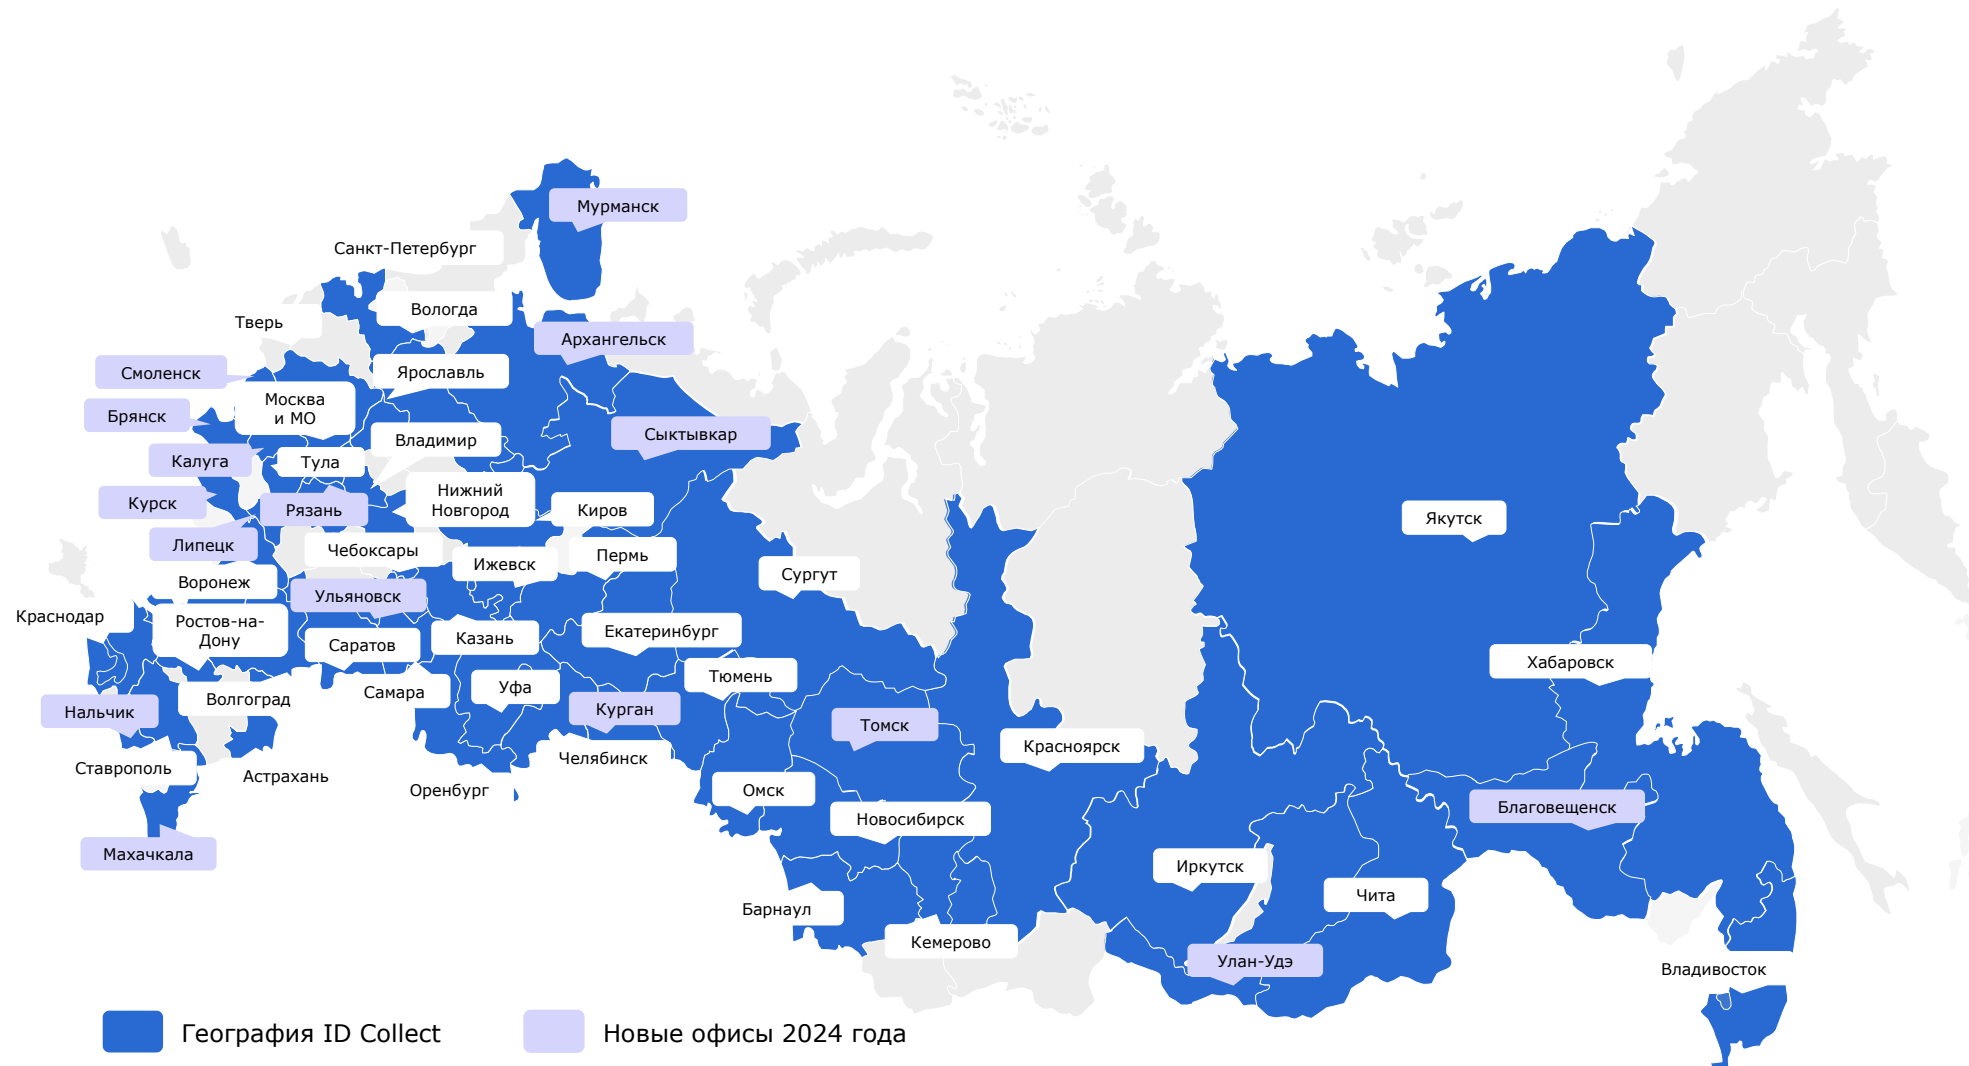 Мурманск
Санкт-Петербург
Вологда
Тверь
Архангельск
Смоленск
Ярославль
Москва
и МО
Брянск
Сыктывкар
Владимир
Калуга
Тула
Нижний
Новгород
Курск
Рязань
Киров
Якутск
Липецк
Чебоксары
Пермь
Ижевск
Сургут
Воронеж
Ульяновск
Краснодар
Ростов-на-
Дону
Екатеринбург
Казань
Саратов
Хабаровск
Тюмень
Уфа
Самара
Волгоград
Нальчик
Курган
Томск
Красноярск
Челябинск
Ставрополь
Астрахань
Оренбург
Омск
Благовещенск
Новосибирск
Махачкала
Иркутск
Чита
Барнаул
Кемерово
Улан-Удэ
Владивосток
География ID Collect
Новые офисы 2024 года